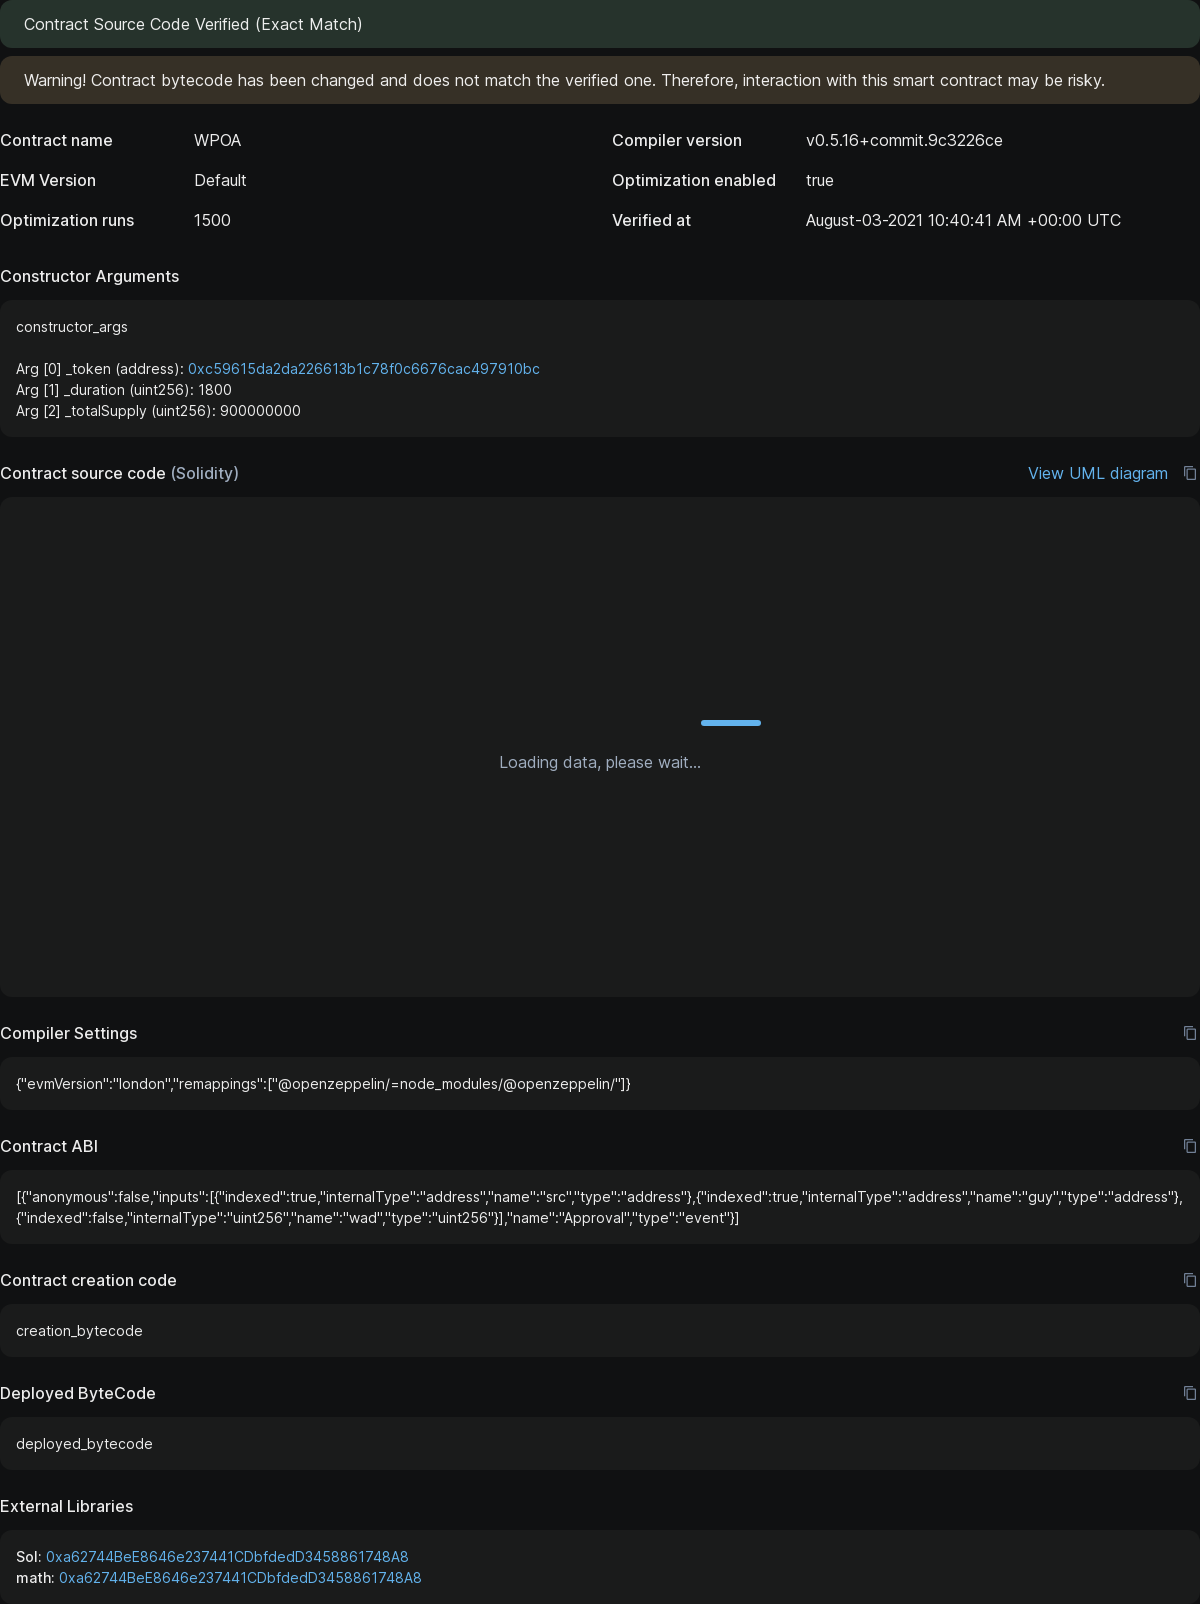 Contract Source Code Verified (Exact Match)
Warning! Contract bytecode has been changed and does not match the verified one. Therefore, interaction with this smart contract may be risky.
Contract name WPOA Compiler version v0.5.16+commit.9c3226ce
EVM Version Default Optimization enabled true
Optimization runs 1500 Verified at August-03-2021 10:40:41 AM +00:00 UTC
Constructor Arguments
constructor_args
Arg [0] _token (address): 0xc59615da2da226613b1c78f0c6676cac497910bc
Arg [1] _duration (uint256): 1800
Arg [2] _totalSupply (uint256): 900000000
Contract source code (Solidity) View UML diagram
Loading data, please wait...
Compiler Settings
{"evmVersion":"london","remappings":["@openzeppelin/=node_modules/@openzeppelin/"]}
Contract ABI
[{"anonymous":false,"inputs":[{"indexed":true,"internalType":"address","name":"src","type":"address"},{"indexed":true,"internalType":"address","name":"guy","type":"address"},
{"indexed":false,"internalType":"uint256","name":"wad","type":"uint256"}],"name":"Approval","type":"event"}]
Contract creation code
creation_bytecode
Deployed ByteCode
deployed_bytecode
External Libraries
Sol: 0xa62744BeE8646e237441CDbfdedD3458861748A8
math: 0xa62744BeE8646e237441CDbfdedD3458861748A8